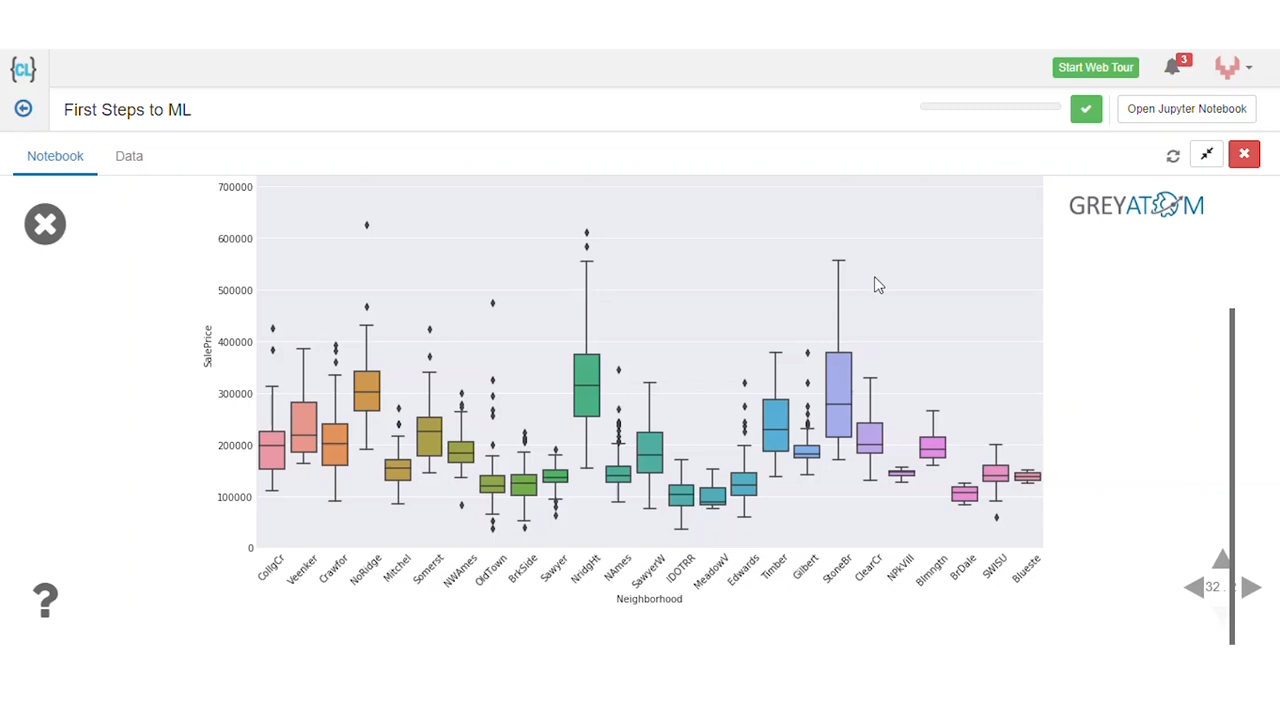 {CL}
Start Web Tour
3
First Steps to ML
Open Jupyter Notebook
Notebook
Data
GREYATOM
700000
600000
500000
400000
300000
200000
100000
0
SalePrice
CollgCr
Veenker
Crawfor
NoRidge
Mitchel
Somerst
NWAmes
OldTown
BrkSide
Sawyer
NridgHt
NAmes
SawyerW
IDOTRR
MeadowV
Edwards
Timber
Gilbert
StoneBr
ClearCr
NPkVill
Blmngtn
BrDale
SWISU
Blueste
Neighborhood
?
32